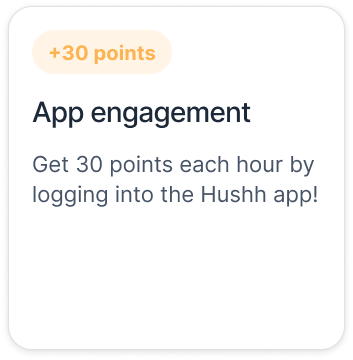 +30 points
App engagement
Get 30 points each hour by
logging into the Hushh app!